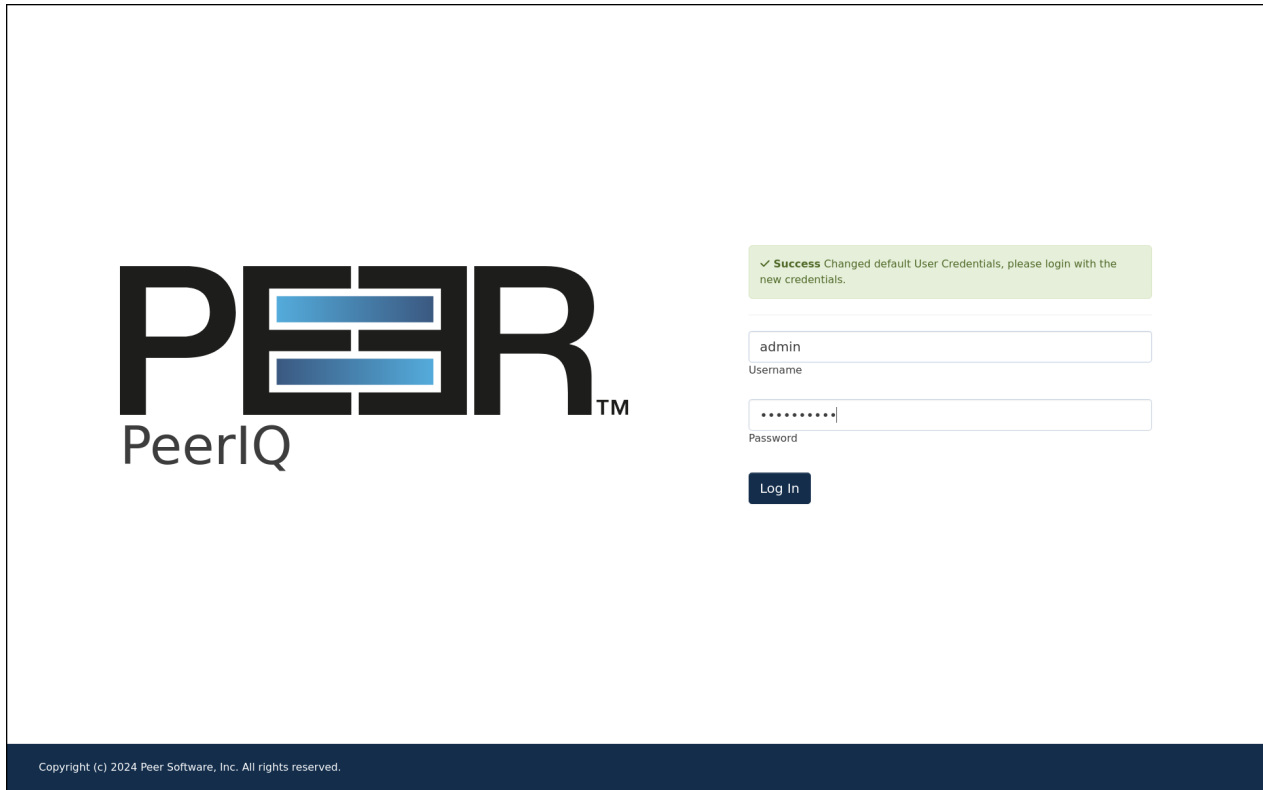 PEER TM
PeerIQ
✓ Success Changed default User Credentials, please login with the
new credentials.
admin
Username
••••••••••
Password
Log In
Copyright (c) 2024 Peer Software, Inc. All rights reserved.